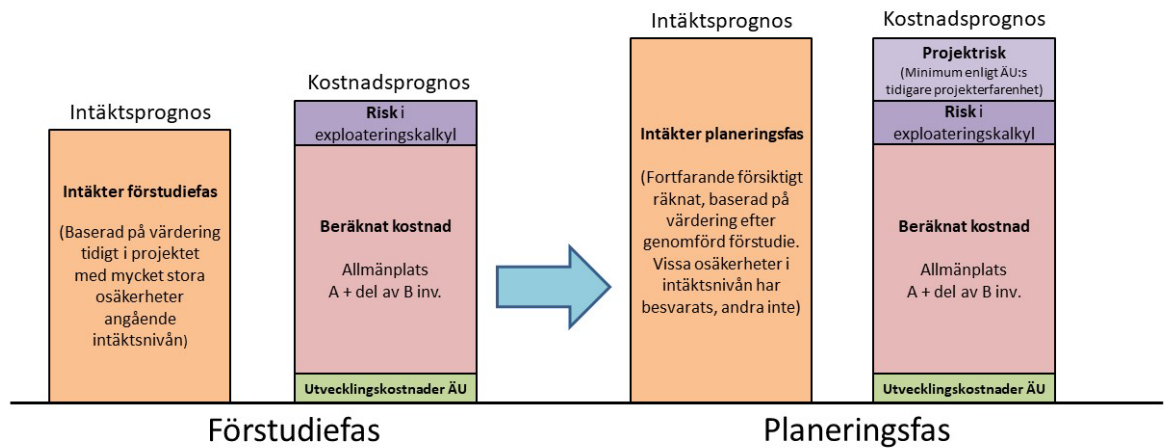 Intäktsprognos
Intäkter förstudiefas
(Baserad på värdering
tidigt i projektet
med mycket stora
osäkerheter
angående
intäktsnivån)
Kostnadsprognos
Risk i
exploateringskalkyl
Beräknat kostnad
Allmänplats
A + del av B inv.
Utvecklingskostnader ÄU
Förstudiefas
Intäktsprognos
Intäkter planeringsfas
(Fortfarande försiktigt
räknat, baserad på
värdering efter
genomförd förstudie.
Vissa osäkerheter i
intäktsnivån har
besvarats, andra inte)
Kostnadsprognos
Projektrisk
(Minimum enligt ÄU:s
tidigare projekterfarenhet)
Risk i
exploateringskalkyl
Beräknat kostnad
Allmänplats
A + del av B inv.
Utvecklingskostnader ÄU
Planeringsfas